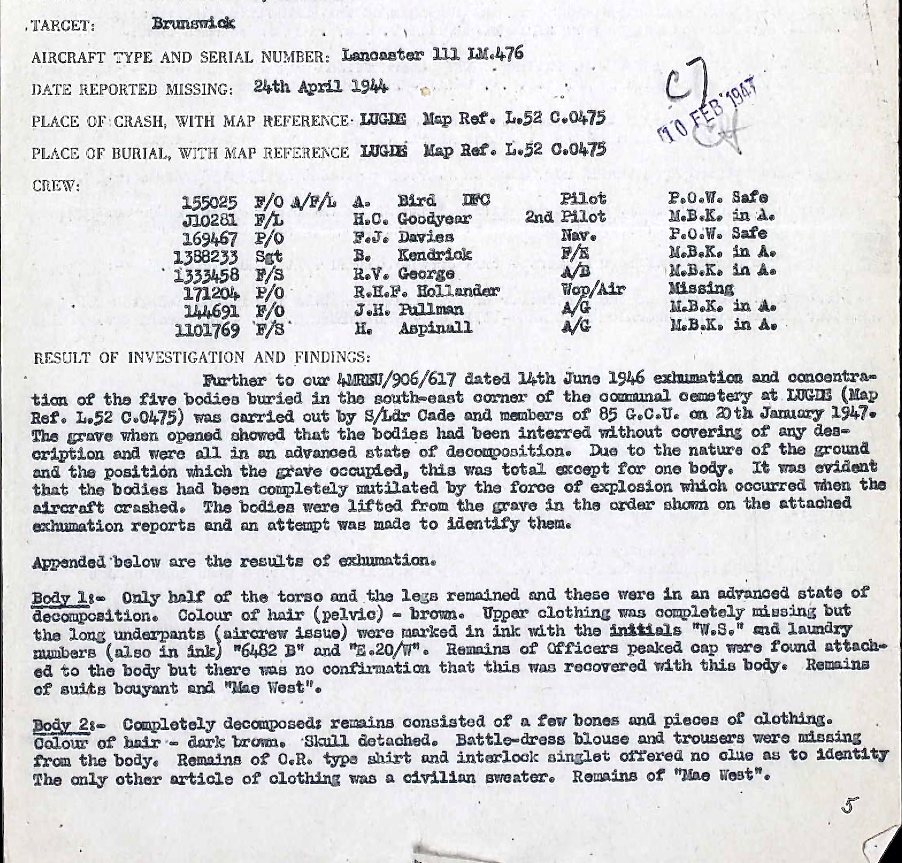 TARGET: Brunswick
AIRCRAFT TYPE AND SERIAL NUMBER: Lancaster 111 LM.476
DATE REPORTED MISSING: 24th April 1944
PLACE OF CRASH, WITH MAP REFERENCE- LUGDE Map Ref. L.52 C.0475
PLACE OF BURIAL, WITH MAP REFERENCE LUGDE Map Ref. L.52 C.0475
C7
10 FEB 1947
CREW:
155025 F/O A/F/L A. Bird DFC Pilot P.O.W. Safe
J10281 F/L H.C. Goodyear 2nd Pilot M.B.K. in A.
169467 P/O F.J. Davies Nav. P.O.W. Safe
1388233 Sgt B. Kendrick F/E M.B.K. in A.
1333458 F/S R.V. George A/B M.B.K. in A.
171204 P/O R.H.F. Hollander Wop/Air Missing
144691 F/O J.H. Pullman A/G M.B.K. in A.
1101769 F/S H. Aspinall A/G M.B.K. in A.
RESULT OF INVESTIGATION AND FINDINGS:
Further to our 4MREU/906/617 dated 14th June 1946 exhumation and concentra-
tion of the five bodies buried in the south-east corner of the communal cemetery at LUGDE (Map
Ref. L.52 C.0475) was carried out by S/Ldr Cade and members of 85 G.C.U. on 20th January 1947.
The grave when opened showed that the bodies had been interred without covering of any des-
cription and were all in an advanced state of decomposition. Due to the nature of the ground
and the position which the grave occupied, this was total except for one body. It was evident
that the bodies had been completely mutilated by the force of explosion which occurred when the
aircraft crashed. The bodies were lifted from the grave in the order shown on the attached
exhumation reports and an attempt was made to identify them.
Appended below are the results of exhumation.
Body 1:- Only half of the torso and the legs remained and these were in an advanced state of
decomposition. Colour of hair (pelvic) - brown. Upper clothing was completely missing but
the long underpants (aircrew issue) were marked in ink with the initials "W.S." and laundry
numbers (also in ink) "6482 B" and "E.20/W". Remains of Officers peaked cap were found attach-
ed to the body but there was no confirmation that this was recovered with this body. Remains
of suits bouyant and "Mae West".
Body 2:- Completely decomposed: remains consisted of a few bones and pieces of clothing.
Colour of hair - dark brown. Skull detached. Battle-dress blouse and trousers were missing
from the body. Remains of O.R. type shirt and interlock singlet offered no clue as to identity
The only other article of clothing was a civilian sweater. Remains of "Mae West".
5